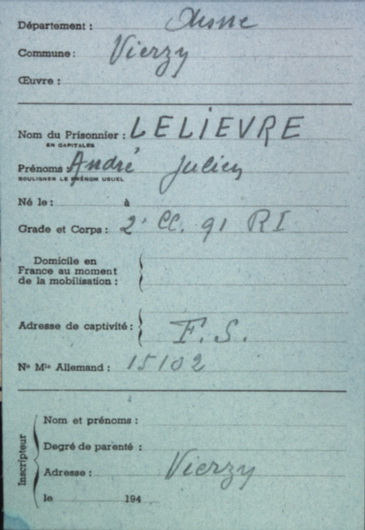 Département : Aisne
Commune : Vierzy
Œuvre :
Nom du Prisonnier : LELIEVRE
EN CAPITALES
Prénoms : André Julien
SOULIGNER LE PRÉNOM USUEL
Né le : à
Grade et Corps : 2e CC. 91 RI
Domicile en
France au moment
de la mobilisation :
Adresse de captivité : F. S.
No Mle Allemand : 15102
Inscripteur
Nom et prénoms :
Degré de parenté :
Adresse : Vierzy
le 194